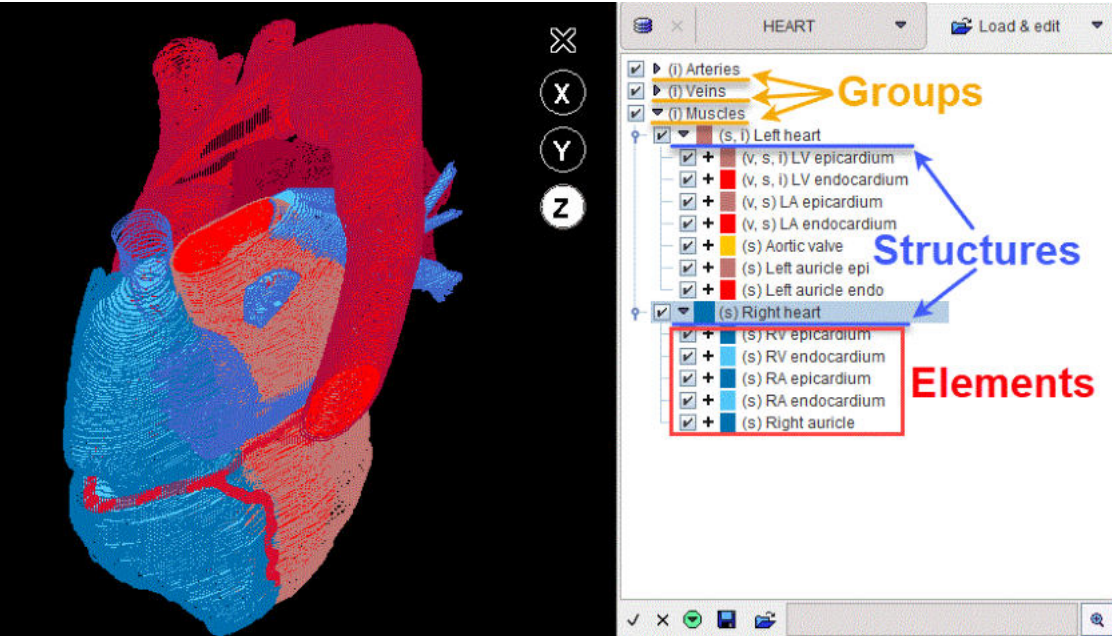 HEART
Load & edit
(i) Arteries
(i) Veins
Groups
(i) Muscles
(s, i) Left heart
(v, s, i) LV epicardium
(v, s, i) LV endocardium
(v, s) LA epicardium
(v, s) LA endocardium
(s) Aortic valve
Structures
(s) Left auricle epi
(s) Left auricle endo
(s) Right heart
(s) RV epicardium
(s) RV endocardium
(s) RA epicardium
Elements
(s) RA endocardium
(s) Right auricle
X
Y
Z